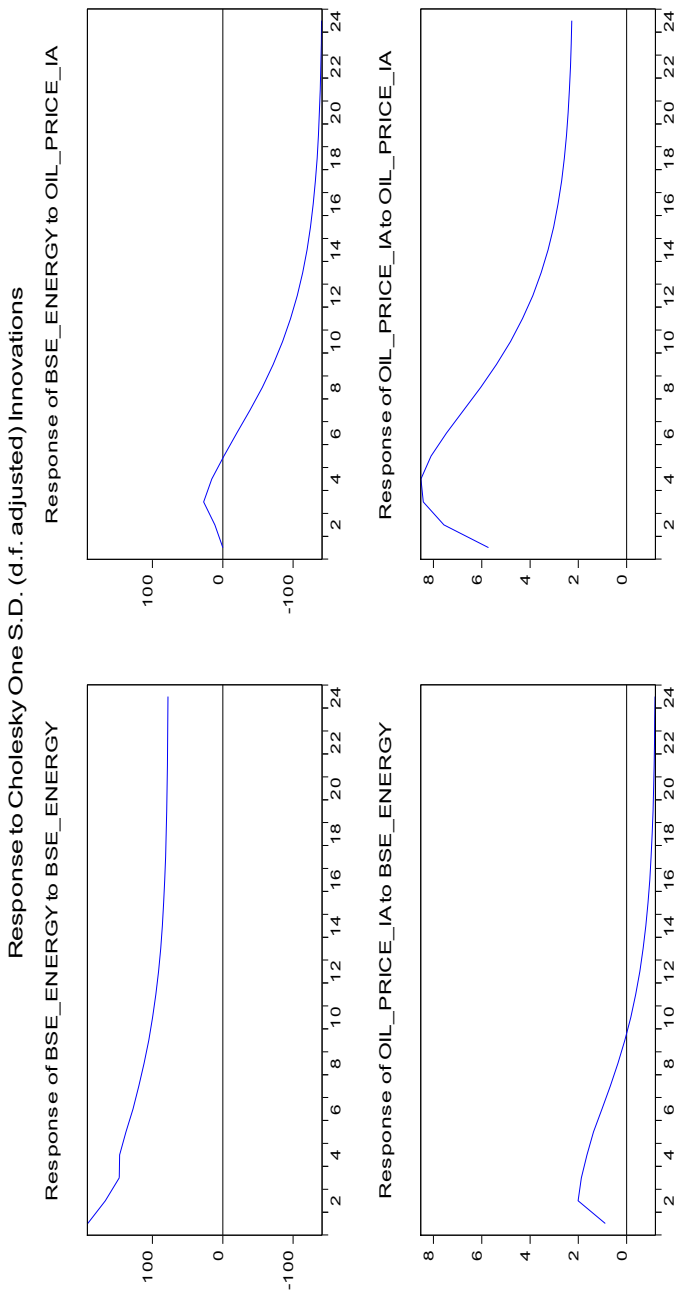 Response to Cholesky One S.D. (d.f. adjusted) Innovations
Response of BSE_ENERGY to BSE_ENERGY
100
0
-100
2 4 6 8 10 12 14 16 18 20 22 24
Response of BSE_ENERGY to OIL_PRICE_IA
100
0
-100
2 4 6 8 10 12 14 16 18 20 22 24
Response of OIL_PRICE_IA to BSE_ENERGY
8
6
4
2
0
2 4 6 8 10 12 14 16 18 20 22 24
Response of OIL_PRICE_IA to OIL_PRICE_IA
8
6
4
2
0
2 4 6 8 10 12 14 16 18 20 22 24